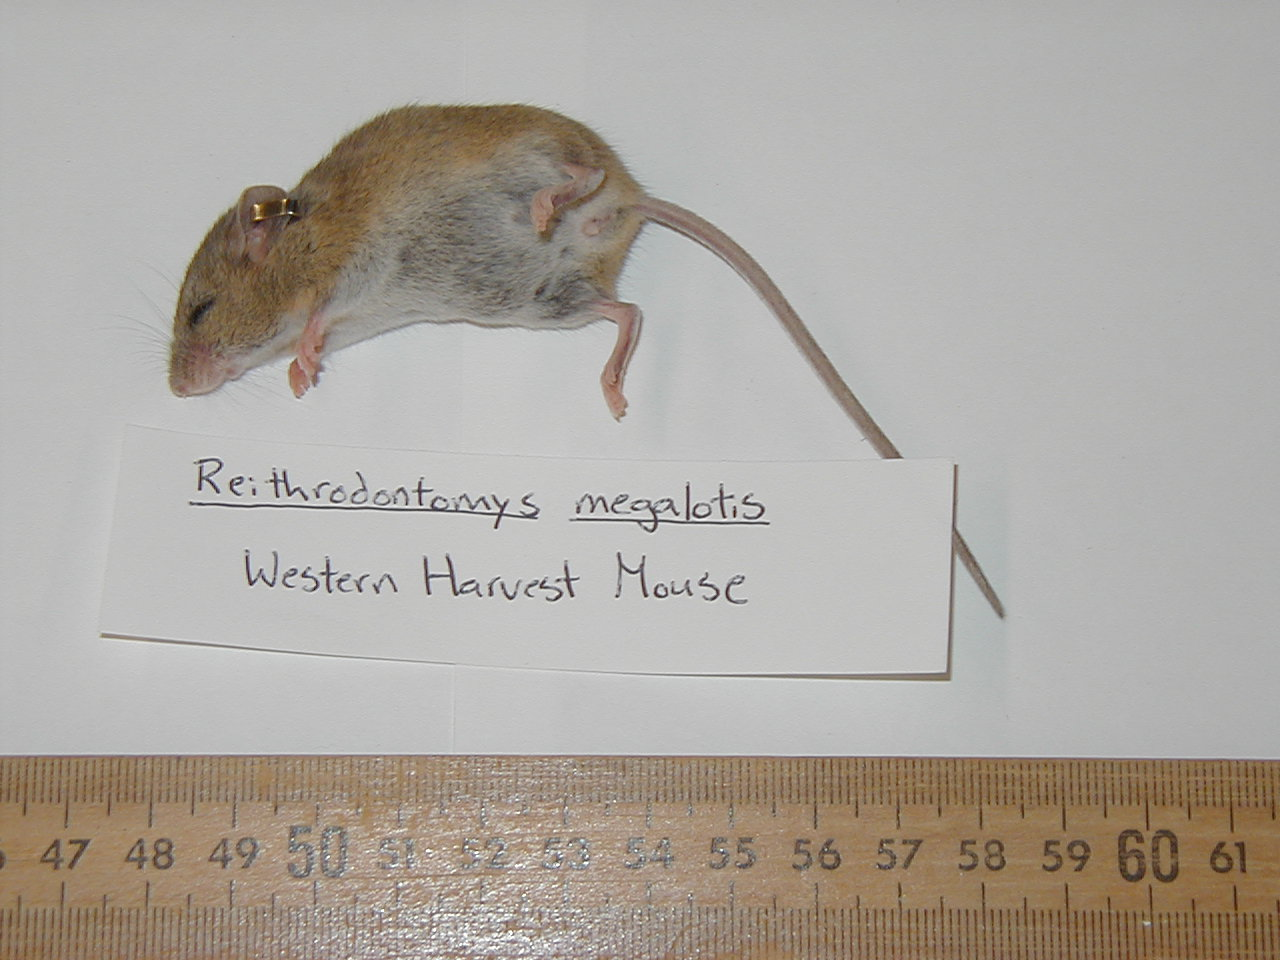 Reithrodontomys megalotis
Western Harvest Mouse
47 48 49 50 51 52 53 54 55 56 57 58 59 60 61